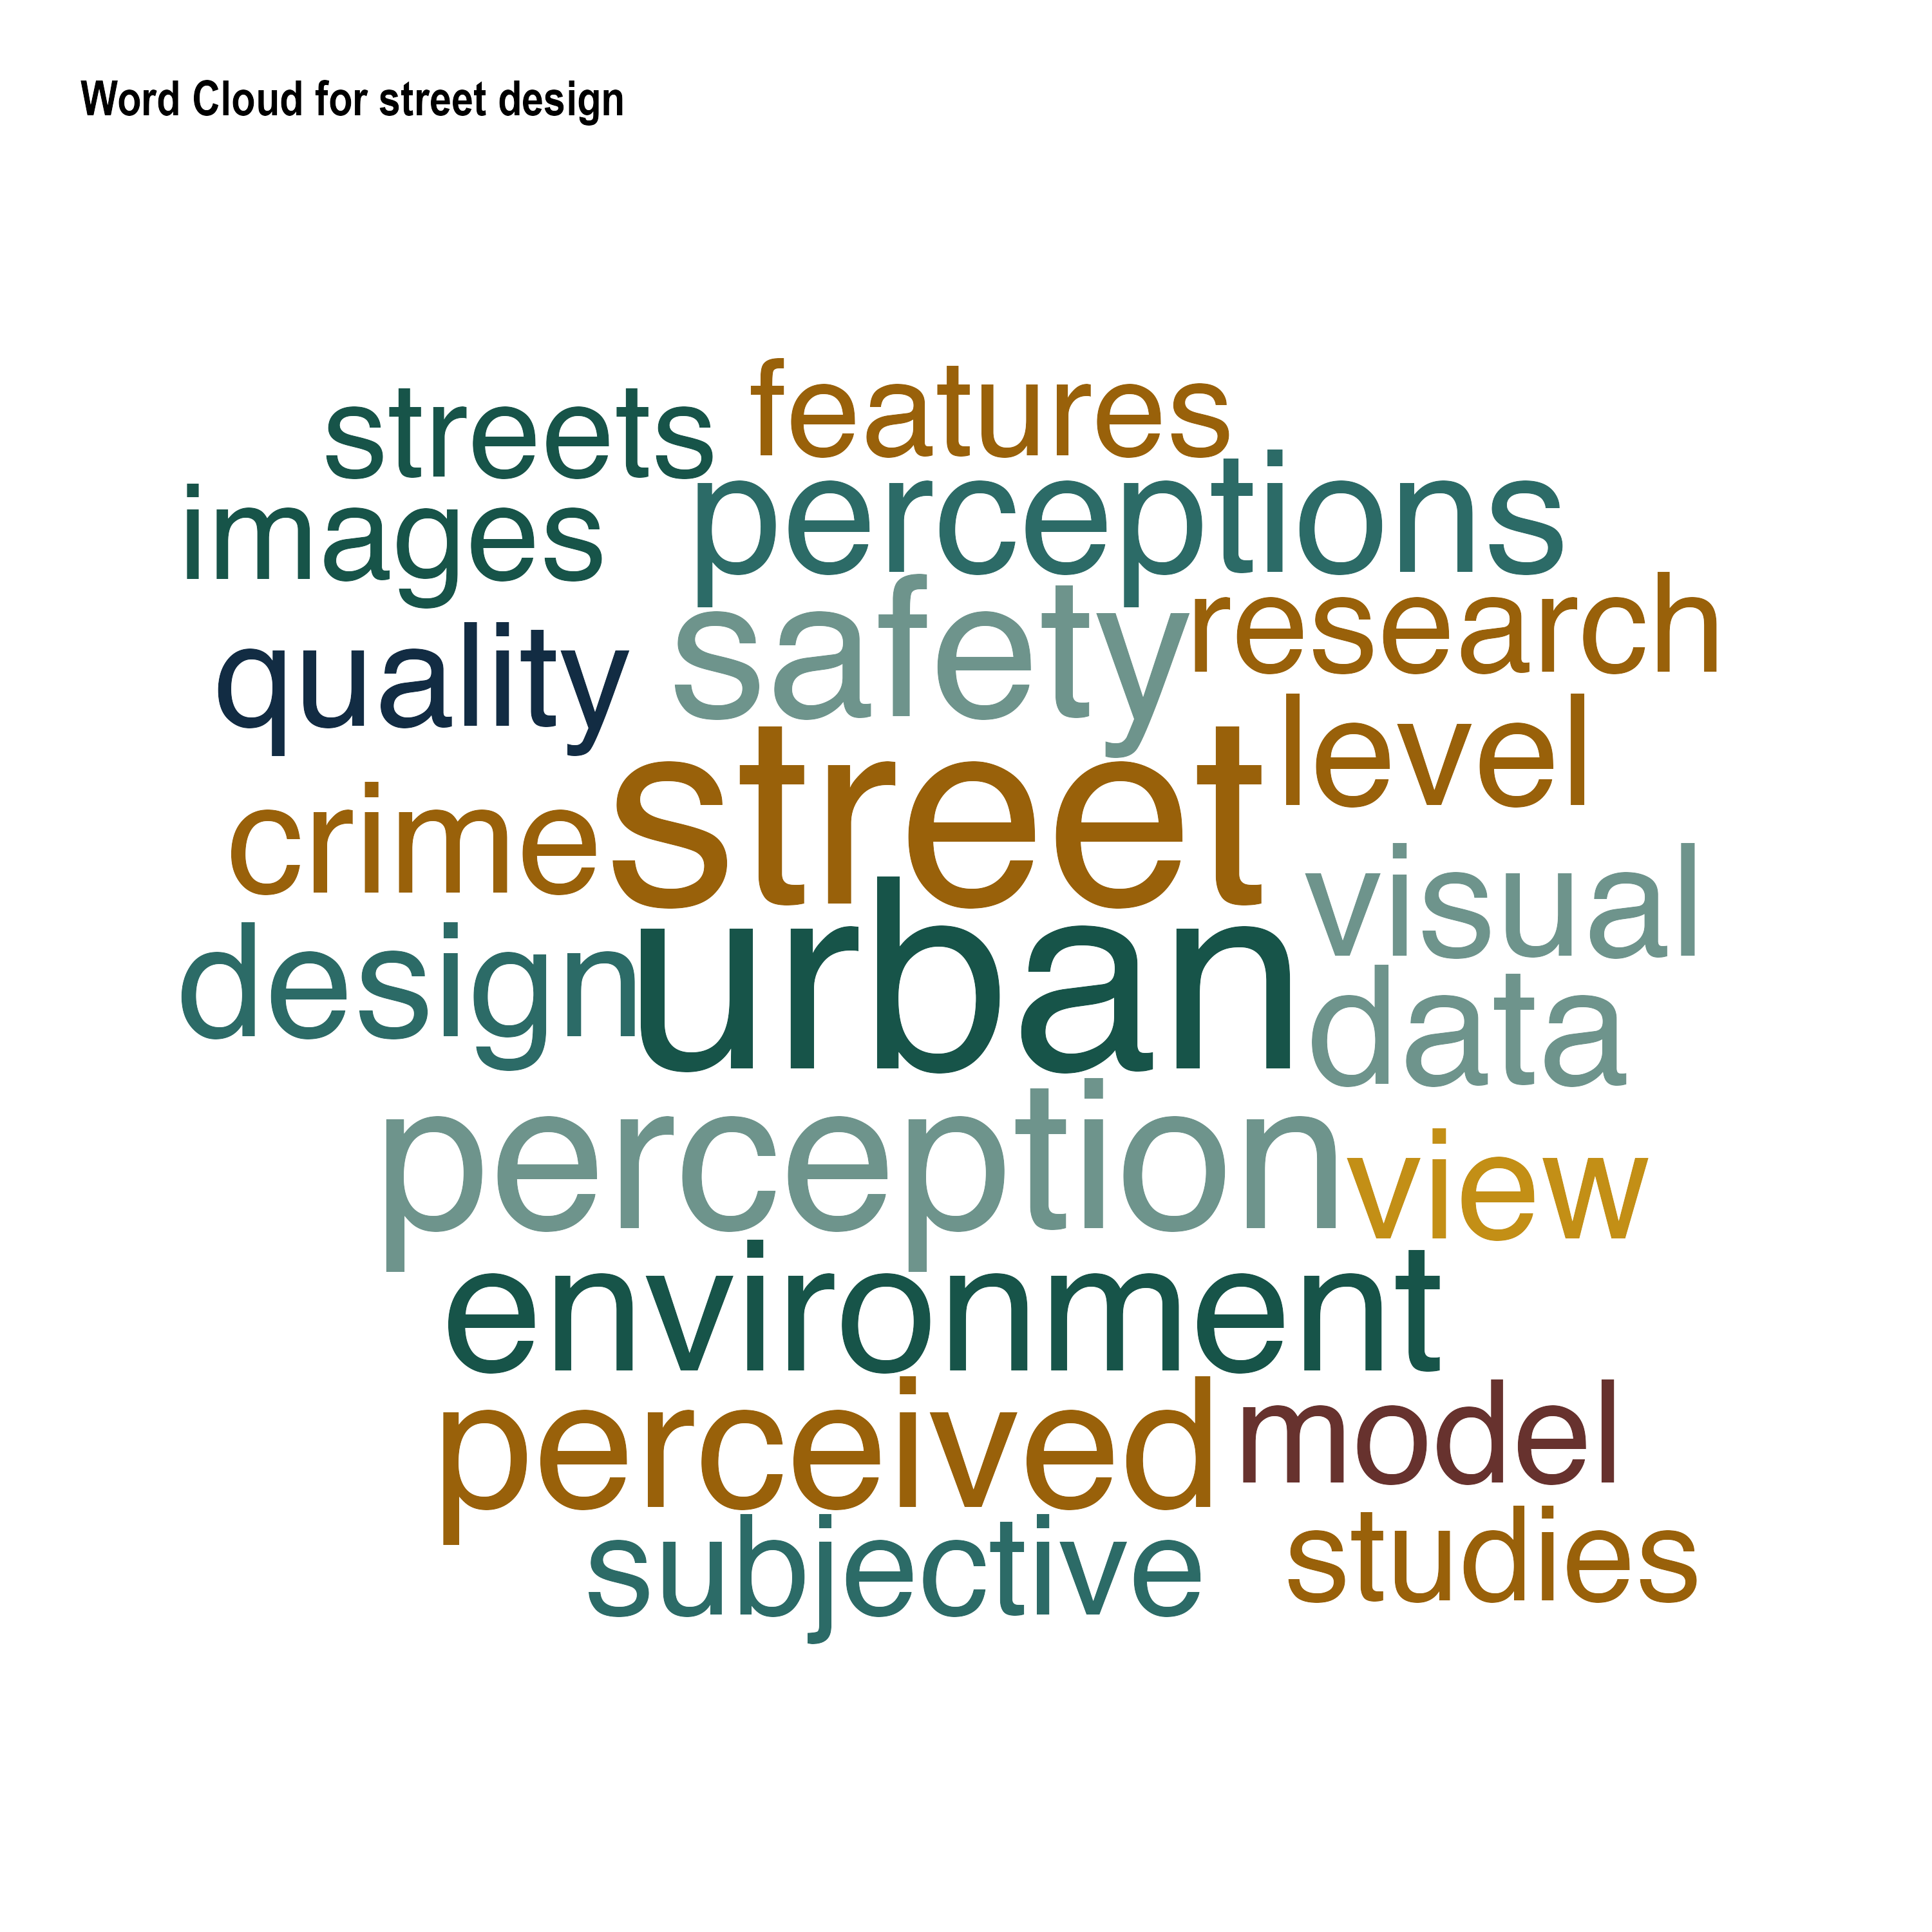 Word Cloud for street design
features
streets
perceptions
images
safety
research
quality
street
level
crime
visual
urban
design
data
perception
view
environment
perceived
model
subjective
studies